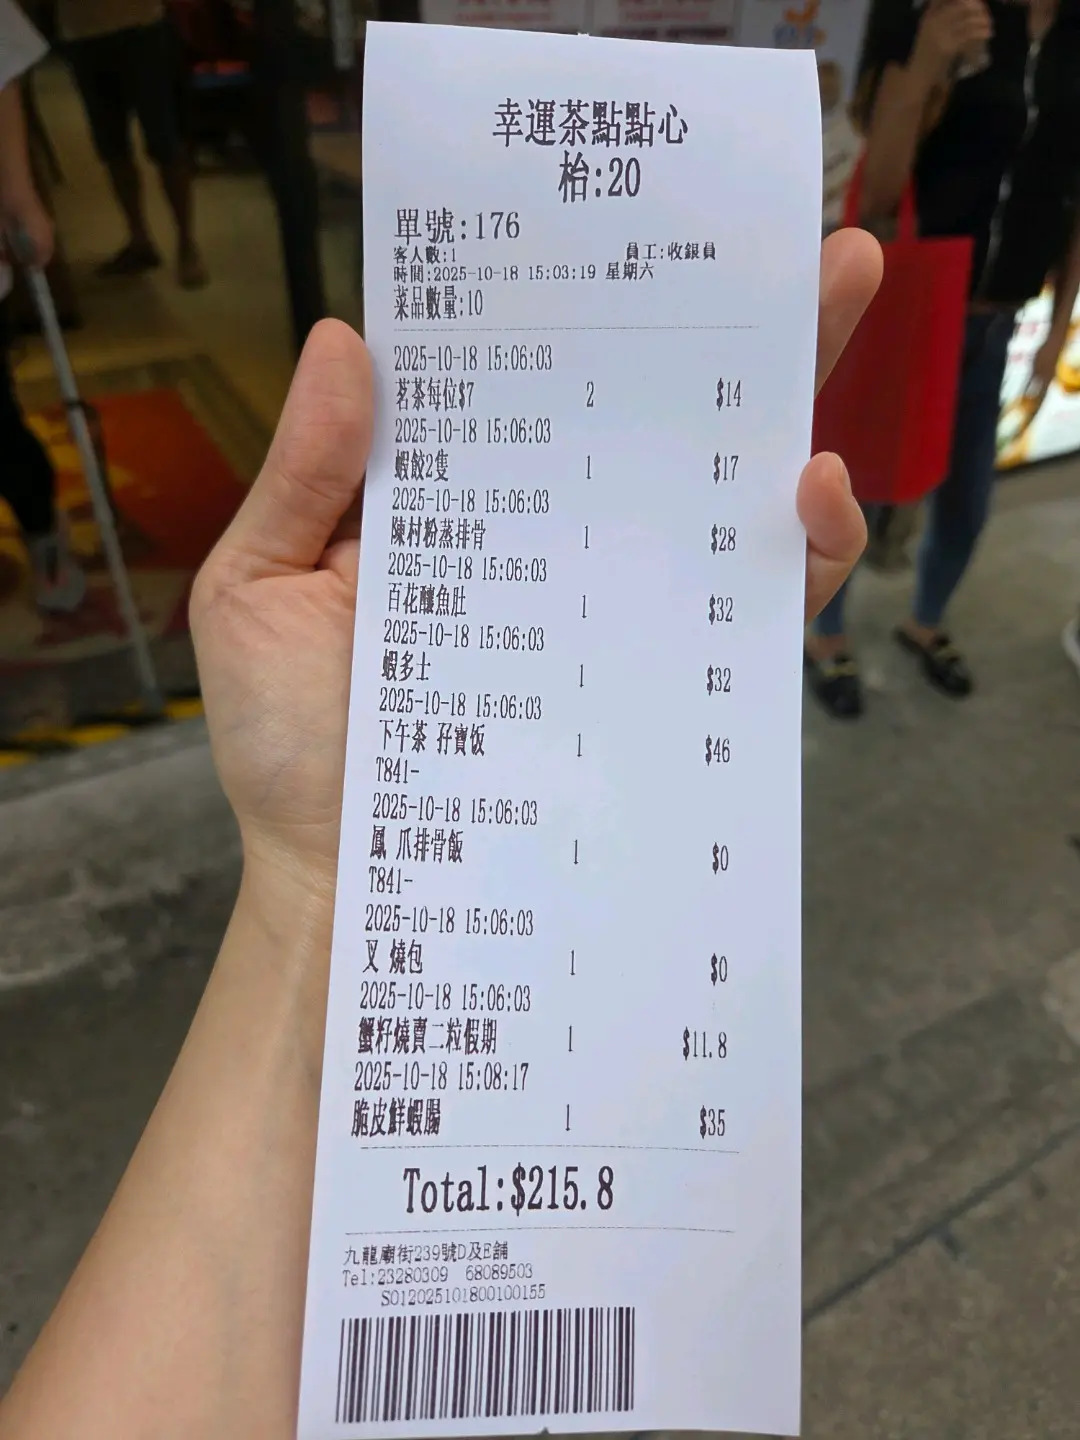 幸運茶點點心
枱:20
單號:176
客人數:1 員工:收銀員
時間:2025-10-18 15:03:19 星期六
菜品數量:10
2025-10-18 15:06:03
茗茶每位$7 2 $14
2025-10-18 15:06:03
蝦餃2隻 1 $17
2025-10-18 15:06:03
陳村粉蒸排骨 1 $28
2025-10-18 15:06:03
百花釀魚肚 1 $32
2025-10-18 15:06:03
蝦多士 1 $32
2025-10-18 15:06:03
下午茶 孖寶饭 1 $46
T841-
2025-10-18 15:06:03
鳳 爪排骨飯 1 $0
T841-
2025-10-18 15:06:03
叉 燒包 1 $0
2025-10-18 15:06:03
蟹籽燒賣二粒假期 1 $11.8
2025-10-18 15:08:17
脆皮鮮蝦腸 1 $35
Total:$215.8
九龍廟街239號D及E舖
Tel:23280309 68089503
S012025101800100155